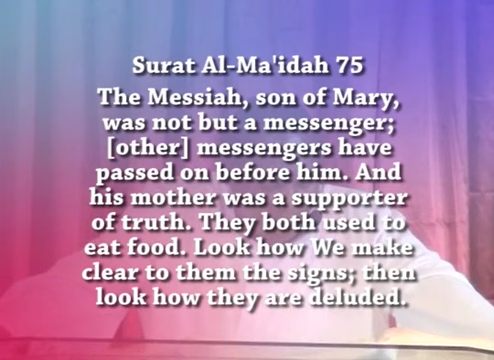 Surat Al-Ma'idah 75
The Messiah, son of Mary,
was not but a messenger;
[other] messengers have
passed on before him. And
his mother was a supporter
of truth. They both used to
eat food. Look how We make
clear to them the signs; then
look how they are deluded.